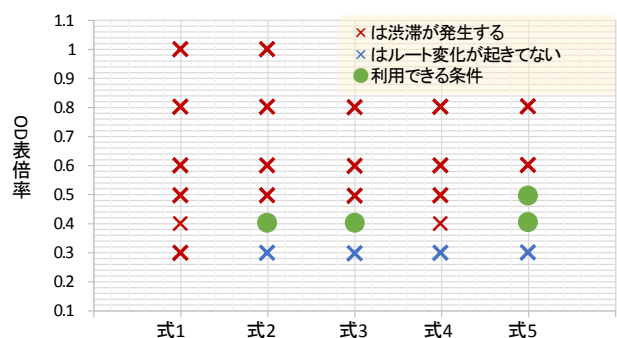 1.1
1
0.9
0.8
0.7
0.6
0.5
0.4
0.3
0.2
0.1
OD表倍率
×は渋滞が発生する
×はルート変化が起きてない
●利用できる条件
式1 式2 式3 式4 式5